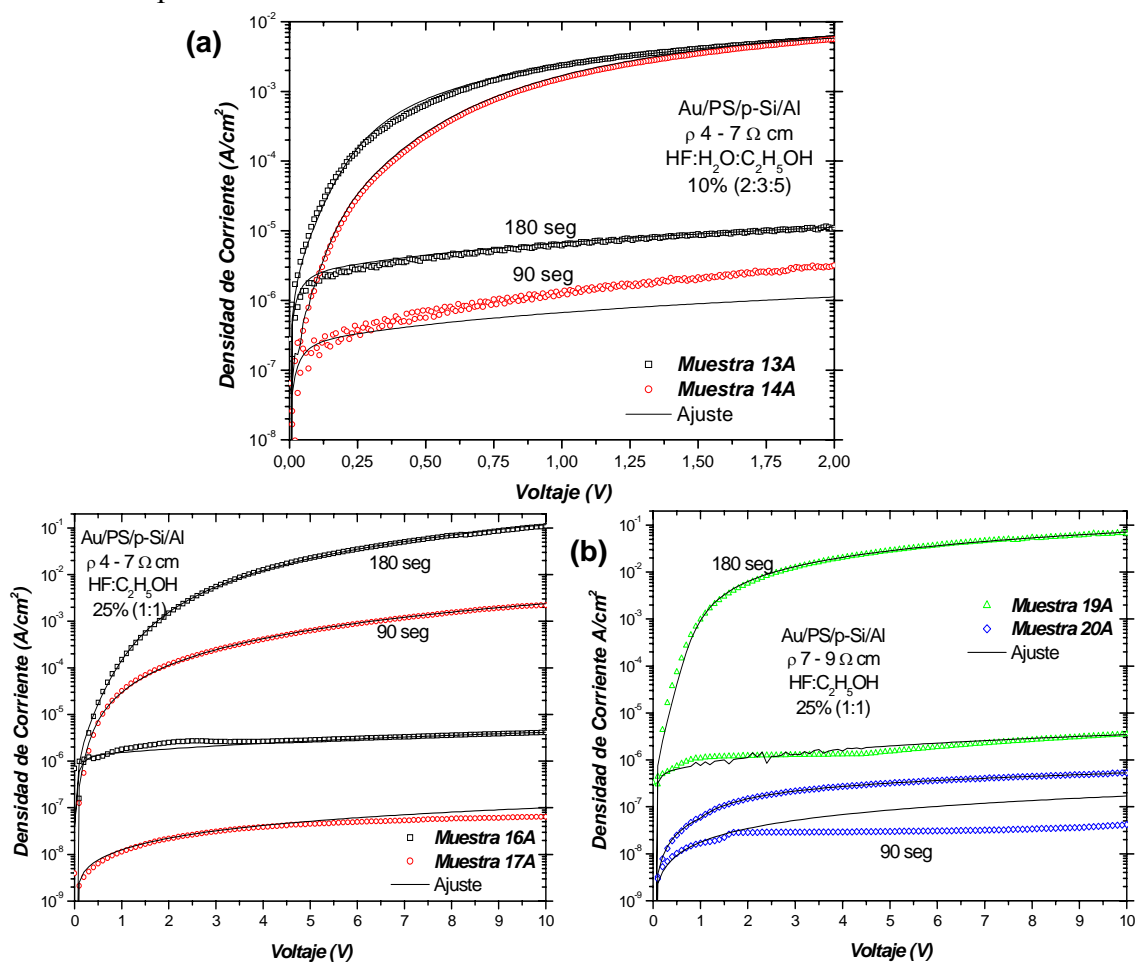 (a)
Densidad de Corriente (A/cm²)
10⁻²
10⁻³
10⁻⁴
10⁻⁵
10⁻⁶
10⁻⁷
10⁻⁸
Au/PS/p-Si/Al
ρ 4 - 7 Ω cm
HF:H₂O:C₂H₅OH
10% (2:3:5)
180 seg
90 seg
Muestra 13A
Muestra 14A
Ajuste
0,00 0,25 0,50 0,75 1,00 1,25 1,50 1,75 2,00
Voltaje (V)
Densidad de Corriente (A/cm²)
10⁻¹
10⁻²
10⁻³
10⁻⁴
10⁻⁵
10⁻⁶
10⁻⁷
10⁻⁸
10⁻⁹
Au/PS/p-Si/Al
ρ 4 - 7 Ω cm
HF:C₂H₅OH
25% (1:1)
180 seg
90 seg
Muestra 16A
Muestra 17A
Ajuste
0 1 2 3 4 5 6 7 8 9 10
Voltaje (V)
(b)
Densidad de Corriente A/cm²
10⁻¹
10⁻²
10⁻³
10⁻⁴
10⁻⁵
10⁻⁶
10⁻⁷
10⁻⁸
10⁻⁹
180 seg
Muestra 19A
Muestra 20A
Ajuste
Au/PS/p-Si/Al
ρ 7 - 9 Ω cm
HF:C₂H₅OH
25% (1:1)
90 seg
0 1 2 3 4 5 6 7 8 9 10
Voltaje (V)